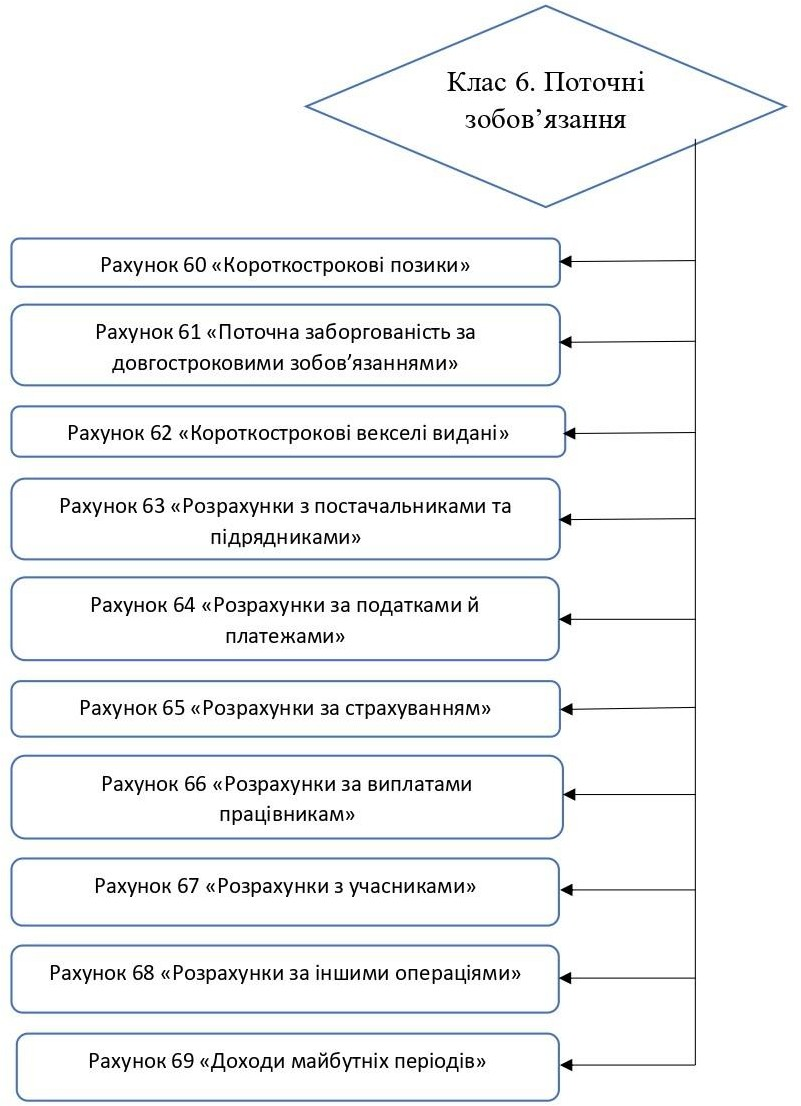 Клас 6. Поточні
зобов’язання
Рахунок 60 «Короткострокові позики»
Рахунок 61 «Поточна заборгованість за
довгостроковими зобов’язаннями»
Рахунок 62 «Короткострокові векселі видані»
Рахунок 63 «Розрахунки з постачальниками та
підрядниками»
Рахунок 64 «Розрахунки за податками й
платежами»
Рахунок 65 «Розрахунки за страхуванням»
Рахунок 66 «Розрахунки за виплатами
працівникам»
Рахунок 67 «Розрахунки з учасниками»
Рахунок 68 «Розрахунки за іншими операціями»
Рахунок 69 «Доходи майбутніх періодів»